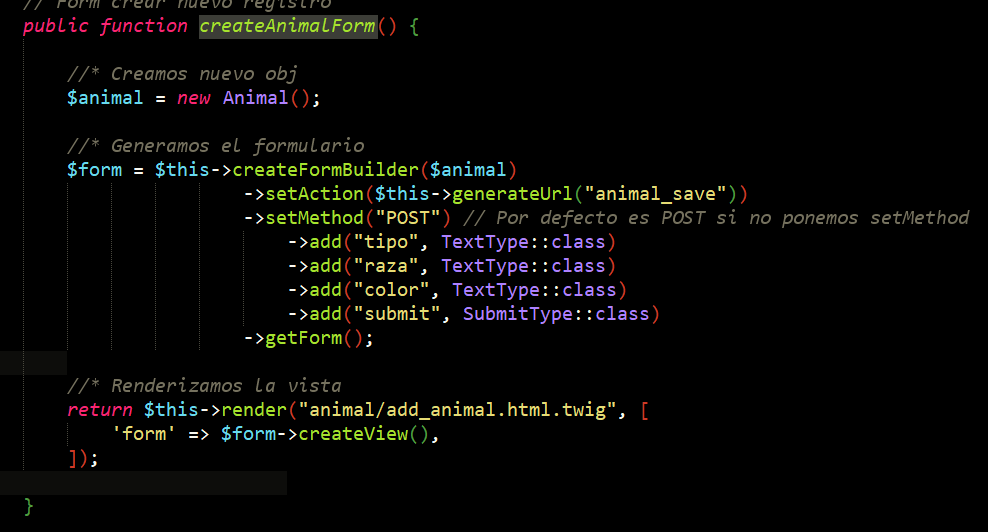 // Form crear nuevo registro
public function createAnimalForm() {
//* Creamos nuevo obj
$animal = new Animal();
//* Generamos el formulario
$form = $this->createFormBuilder($animal)
->setAction($this->generateUrl("animal_save"))
->setMethod("POST") // Por defecto es POST si no ponemos setMethod
->add("tipo", TextType::class)
->add("raza", TextType::class)
->add("color", TextType::class)
->add("submit", SubmitType::class)
->getForm();
//* Renderizamos la vista
return $this->render("animal/add_animal.html.twig", [
'form' => $form->createView(),
]);
}